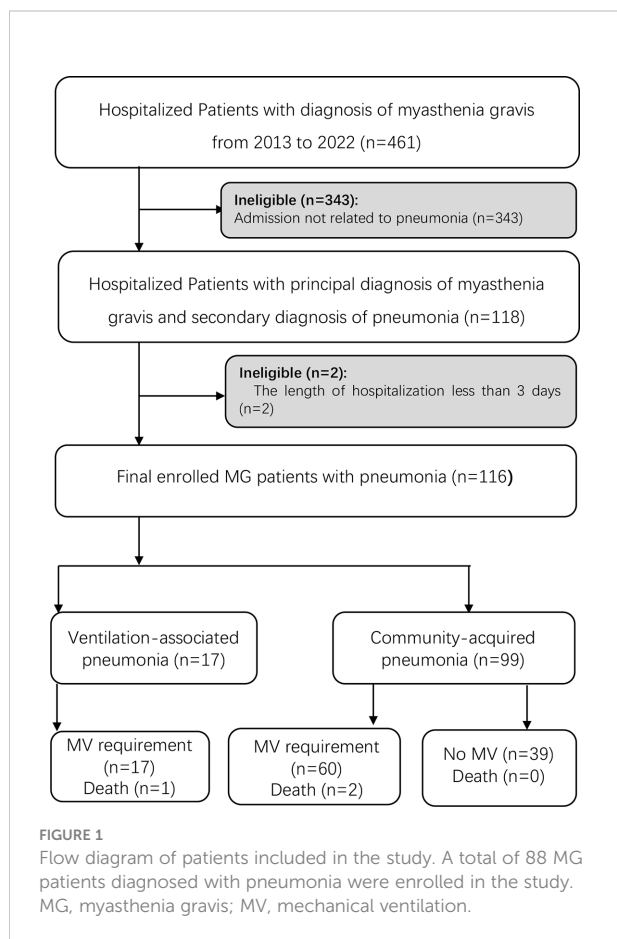 Hospitalized Patients with diagnosis of myasthenia gravis
from 2013 to 2022 (n=461)
Ineligible (n=343):
Admission not related to pneumonia (n=343)
Hospitalized Patients with principal diagnosis of myasthenia
gravis and secondary diagnosis of pneumonia (n=118)
Ineligible (n=2):
The length of hospitalization less than 3 days
(n=2)
Final enrolled MG patients with pneumonia (n=116)
Ventilation-associated
pneumonia (n=17)
Community-acquired
pneumonia (n=99)
MV requirement
(n=17)
Death (n=1)
MV requirement
(n=60)
Death (n=2)
No MV (n=39)
Death (n=0)
FIGURE 1
Flow diagram of patients included in the study. A total of 88 MG
patients diagnosed with pneumonia were enrolled in the study.
MG, myasthenia gravis; MV, mechanical ventilation.